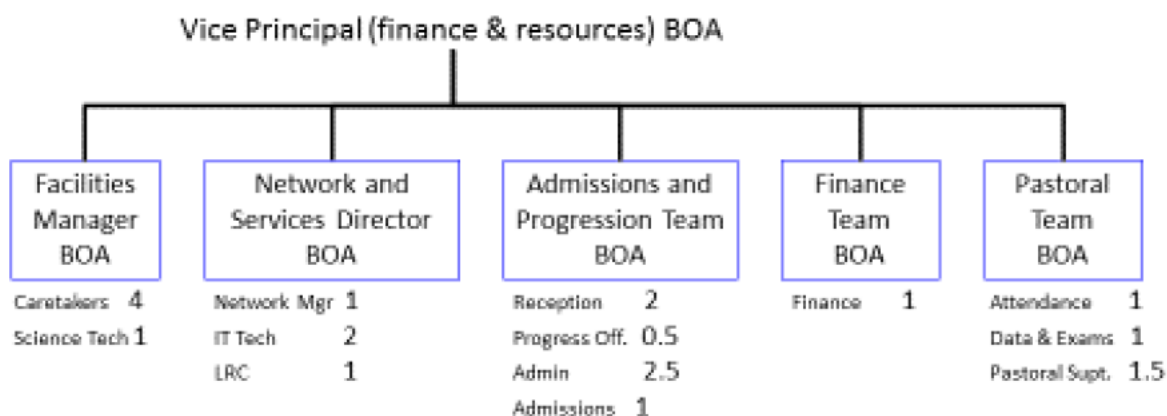 Vice Principal (finance & resources) BOA
Facilities
Manager
BOA
Caretakers 4
Science Tech 1
Network and
Services Director
BOA
Network Mgr 1
IT Tech 2
LRC 1
Admissions and
Progression Team
BOA
Reception 2
Progress Off. 0.5
Admin 2.5
Admissions 1
Finance
Team
BOA
Finance 1
Pastoral
Team
BOA
Attendance 1
Data & Exams 1
Pastoral Supt. 1.5